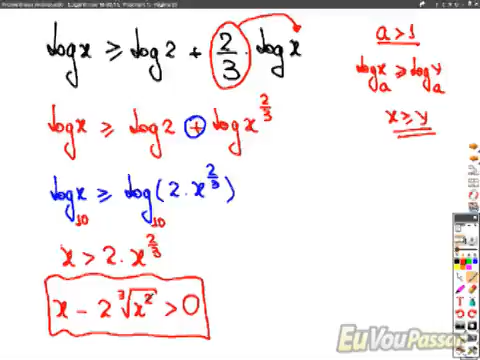 log x ≥ log 2 + 2/3 · log x
a > 1
log_a x ≥ log_a y
x ≥ y
log x ≥ log 2 + log x^(2/3)
log_10 x ≥ log_10 (2 · x^(2/3))
x > 2 · x^(2/3)
x − 2 ∛x² > 0
EuVouPassar